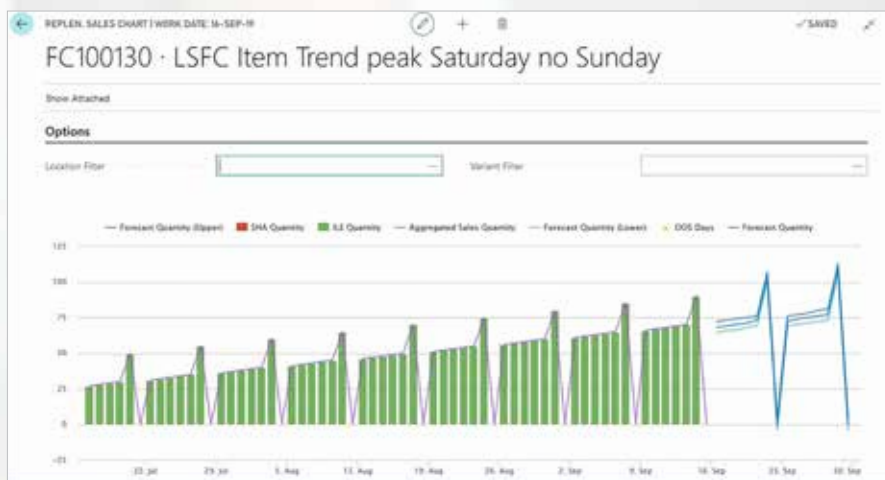 REPLEN. SALES CHART | WORK DATE: 16-SEP-19
SAVED
FC100130 · LSFC Item Trend peak Saturday no Sunday
Show Attached
Options
Location Filter
Variant Filter
Forecast Quantity (Upper) SHA Quantity ILE Quantity Aggregated Sales Quantity Forecast Quantity (Lower) OOS Days Forecast Quantity
125
100
75
50
25
0
-25
22. Jul 29. Jul 5. Aug 12. Aug 19. Aug 26. Aug 2. Sep 9. Sep 16. Sep 23. Sep 30. Sep